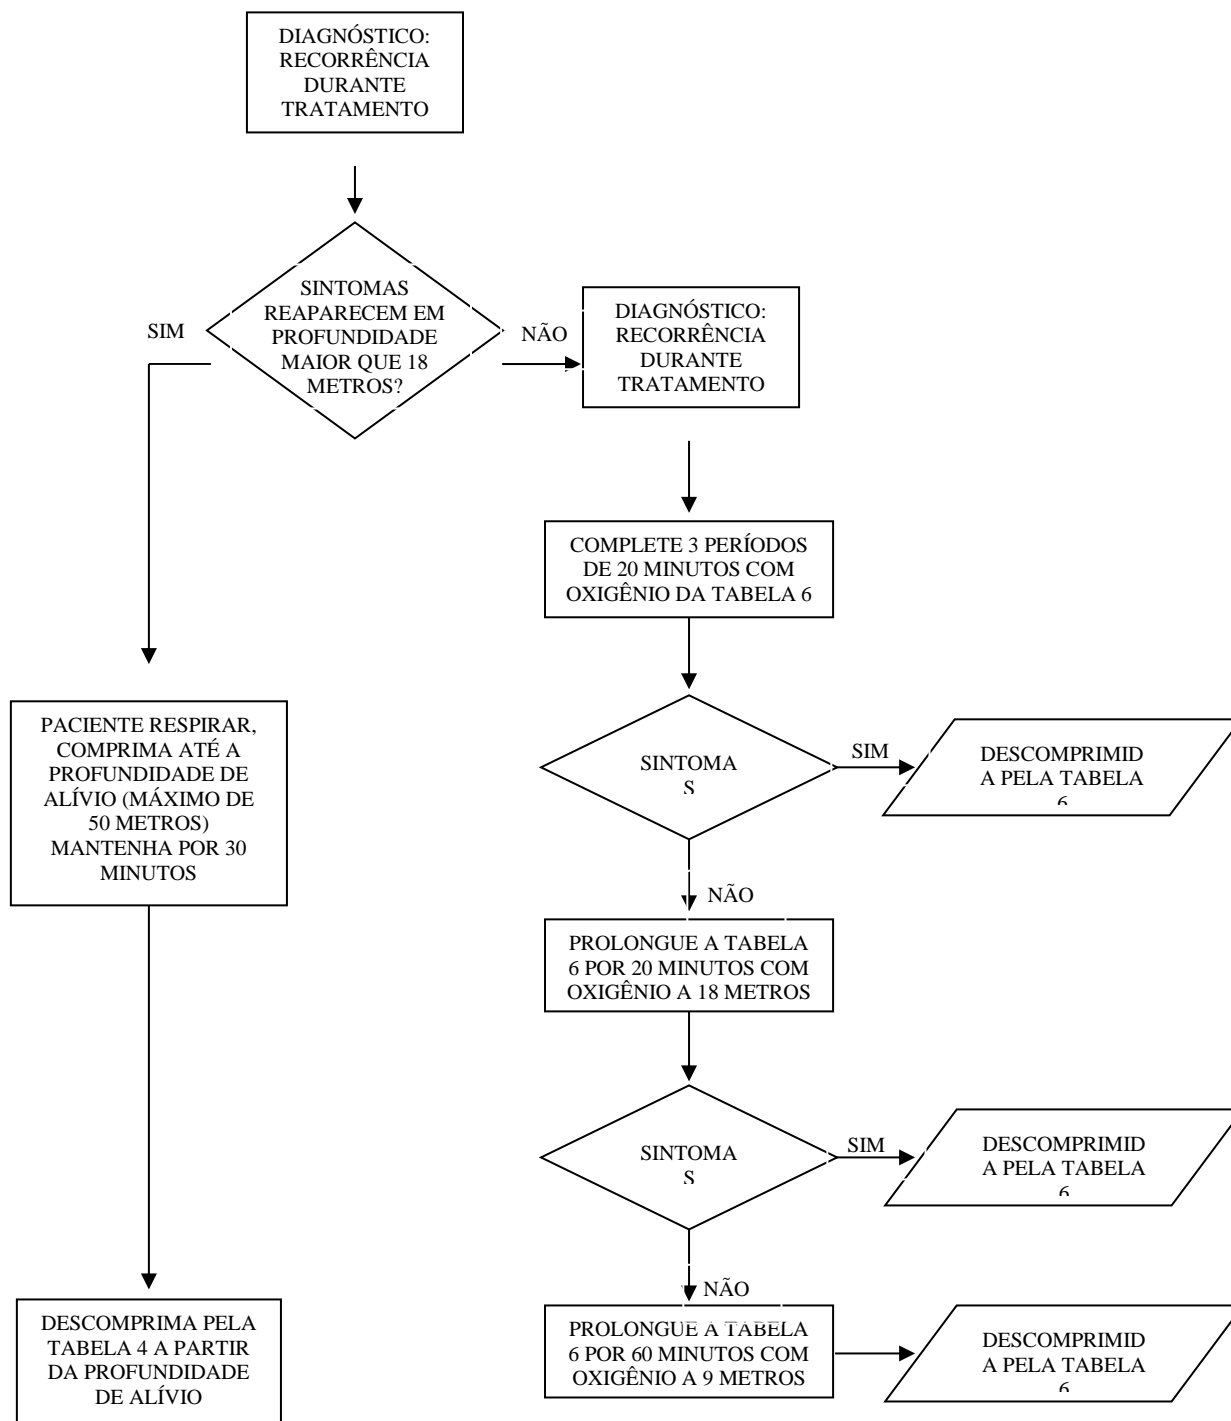 DIAGNÓSTICO:
RECORRÊNCIA
DURANTE
TRATAMENTO
SINTOMAS
REAPARECEM EM
PROFUNDIDADE
MAIOR QUE 18
METROS?
SIM
NÃO
DIAGNÓSTICO:
RECORRÊNCIA
DURANTE
TRATAMENTO
COMPLETE 3 PERÍODOS
DE 20 MINUTOS COM
OXIGÊNIO DA TABELA 6
PACIENTE RESPIRAR,
COMPRIMA ATÉ A
PROFUNDIDADE DE
ALÍVIO (MÁXIMO DE
50 METROS)
MANTENHA POR 30
MINUTOS
SINTOMA
S
SIM
DESCOMPRIMID
A PELA TABELA
6
NÃO
PROLONGUE A TABELA
6 POR 20 MINUTOS COM
OXIGÊNIO A 18 METROS
SINTOMA
S
SIM
DESCOMPRIMID
A PELA TABELA
6
NÃO
PROLONGUE A TABELA
6 POR 60 MINUTOS COM
OXIGÊNIO A 9 METROS
DESCOMPRIMID
A PELA TABELA
6
DESCOMPRIMA PELA
TABELA 4 A PARTIR
DA PROFUNDIDADE
DE ALÍVIO